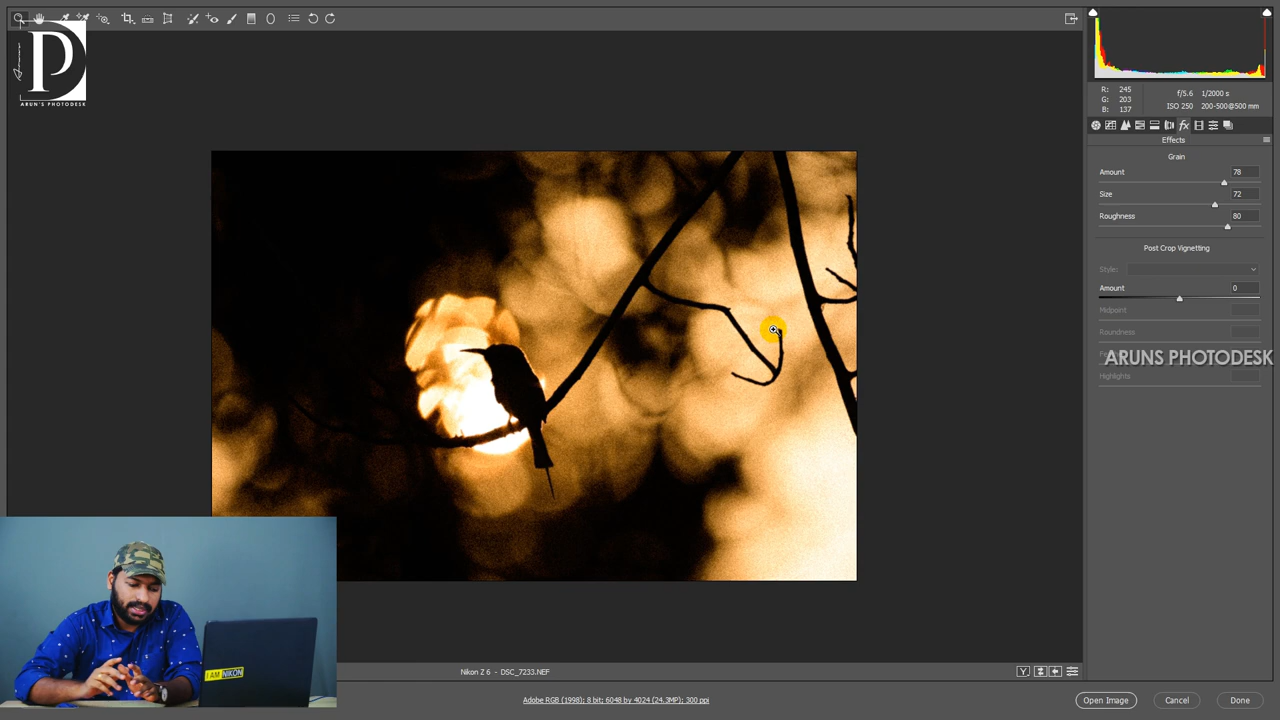 P
ARUN'S PHOTODESK
R: 245
G: 203
B: 137
f/5.6 1/2000 s
ISO 250 200-500@500 mm
fx
Effects
Grain
Amount 78
Size 72
Roughness 80
Post Crop Vignetting
Style:
Amount 0
Midpoint
Roundness
ARUNS PHOTODESK
Highlights
I AM NIKON
Y
Nikon Z 6 - DSC_7233.NEF
Adobe RGB (1998); 8 bit; 6048 by 4024 (24.3MP); 300 ppi
Open Image
Cancel
Done